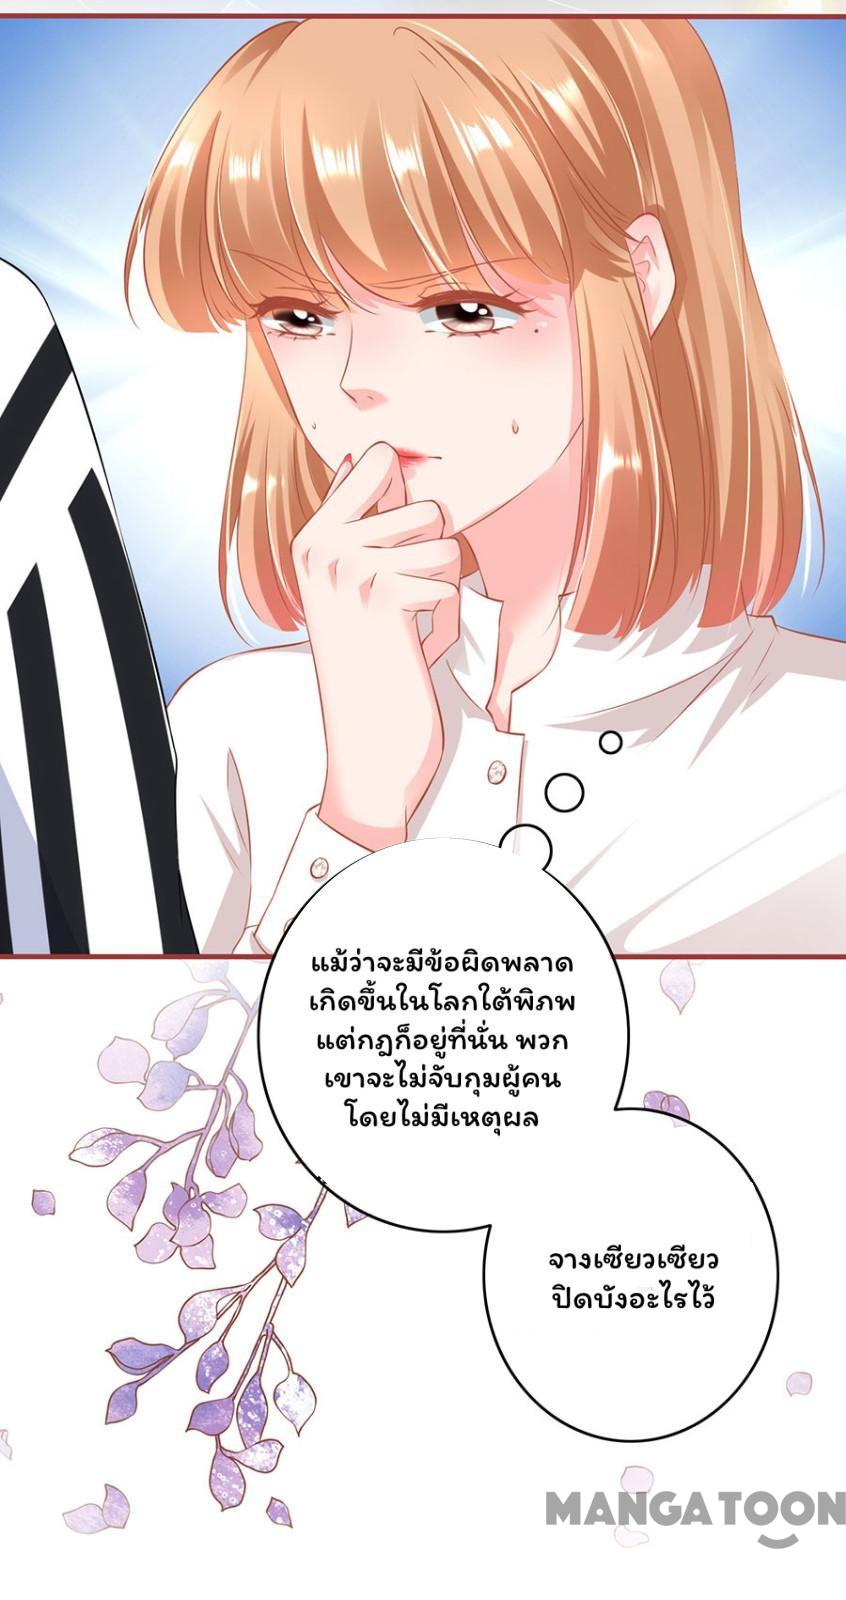 แม้ว่าจะมีข้อผิดพลาด
เกิดขึ้นในโลกใต้พิภพ
แต่กฎก็อยู่ที่นั่น พวก
เขาจะไม่จับกุมผู้คน
โดยไม่มีเหตุผล
จางเซียวเซียว
ปิดบังอะไรไว้
MANGATOON